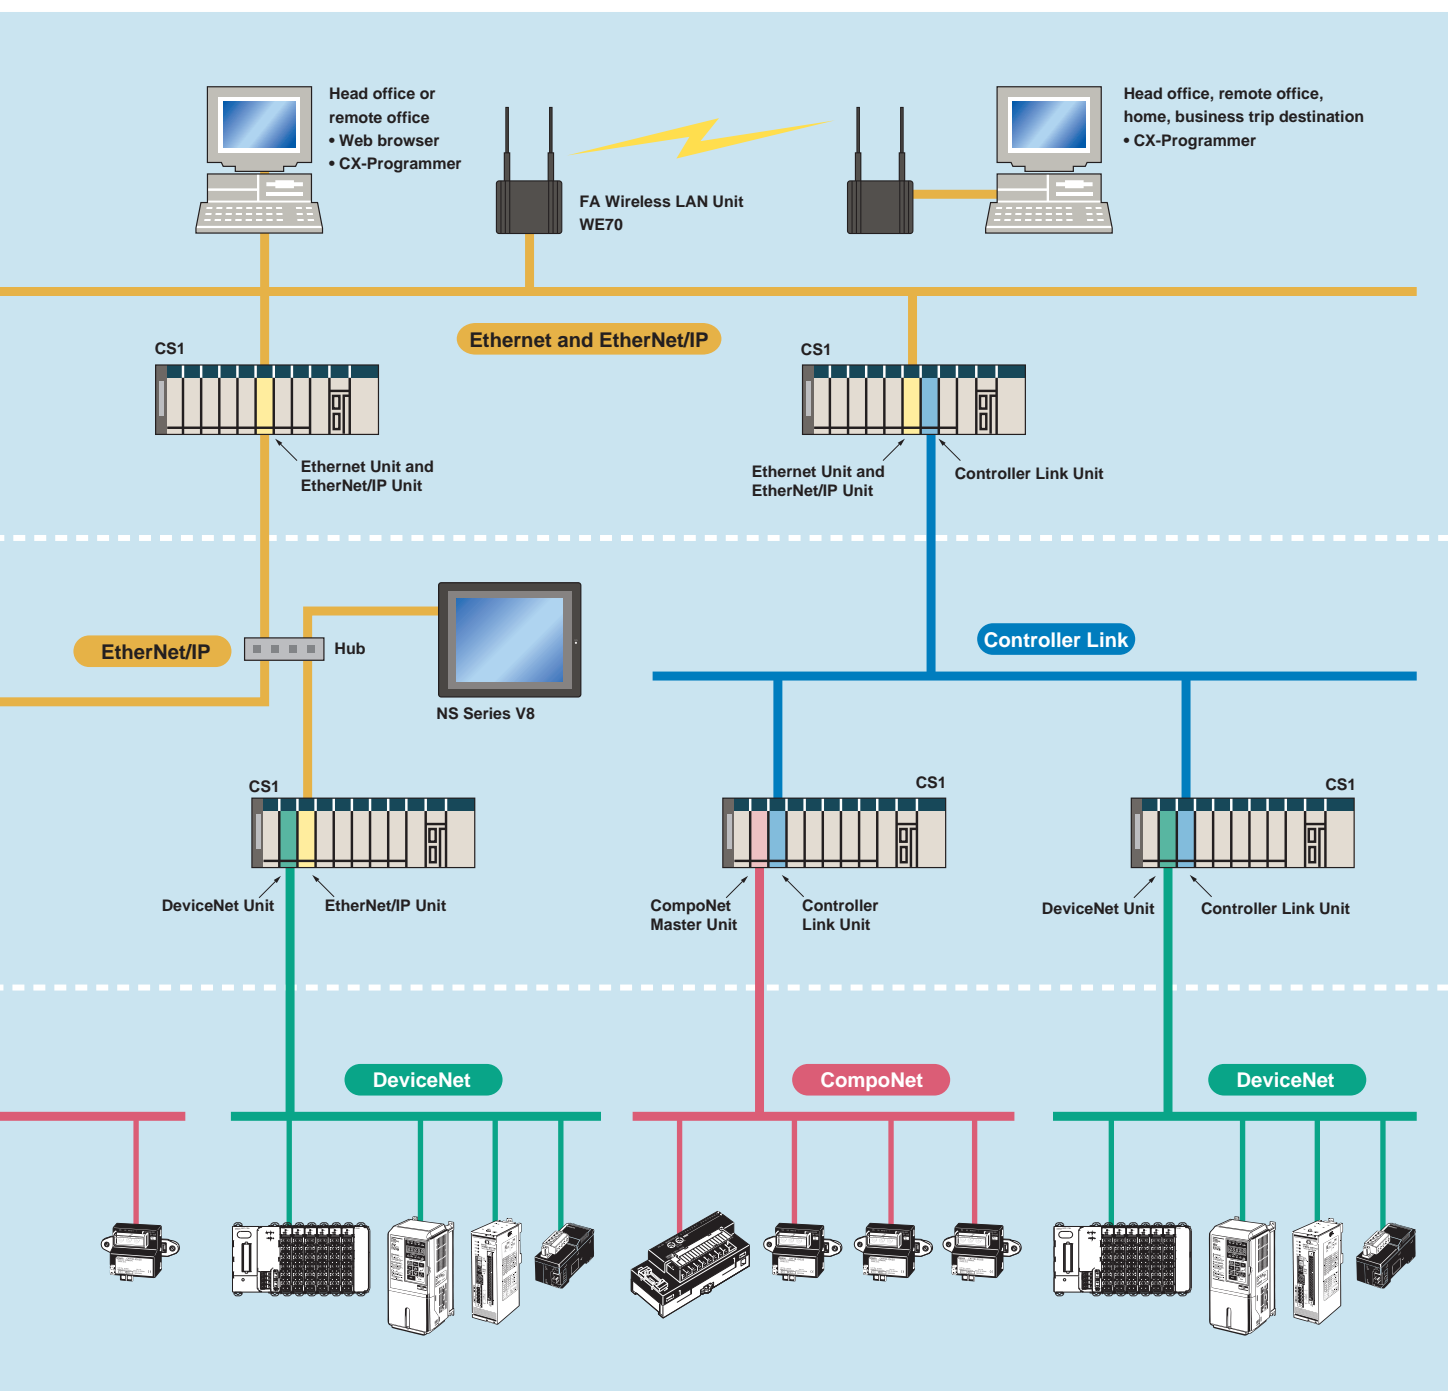 Head office or
remote office
• Web browser
• CX-Programmer
FA Wireless LAN Unit
WE70
Head office, remote office,
home, business trip destination
• CX-Programmer
Ethernet and EtherNet/IP
CS1
CS1
Ethernet Unit and
EtherNet/IP Unit
Ethernet Unit and
EtherNet/IP Unit
Controller Link Unit
EtherNet/IP
Hub
NS Series V8
Controller Link
CS1
CS1
CS1
DeviceNet Unit
EtherNet/IP Unit
CompoNet
Master Unit
Controller
Link Unit
DeviceNet Unit
Controller Link Unit
DeviceNet
CompoNet
DeviceNet